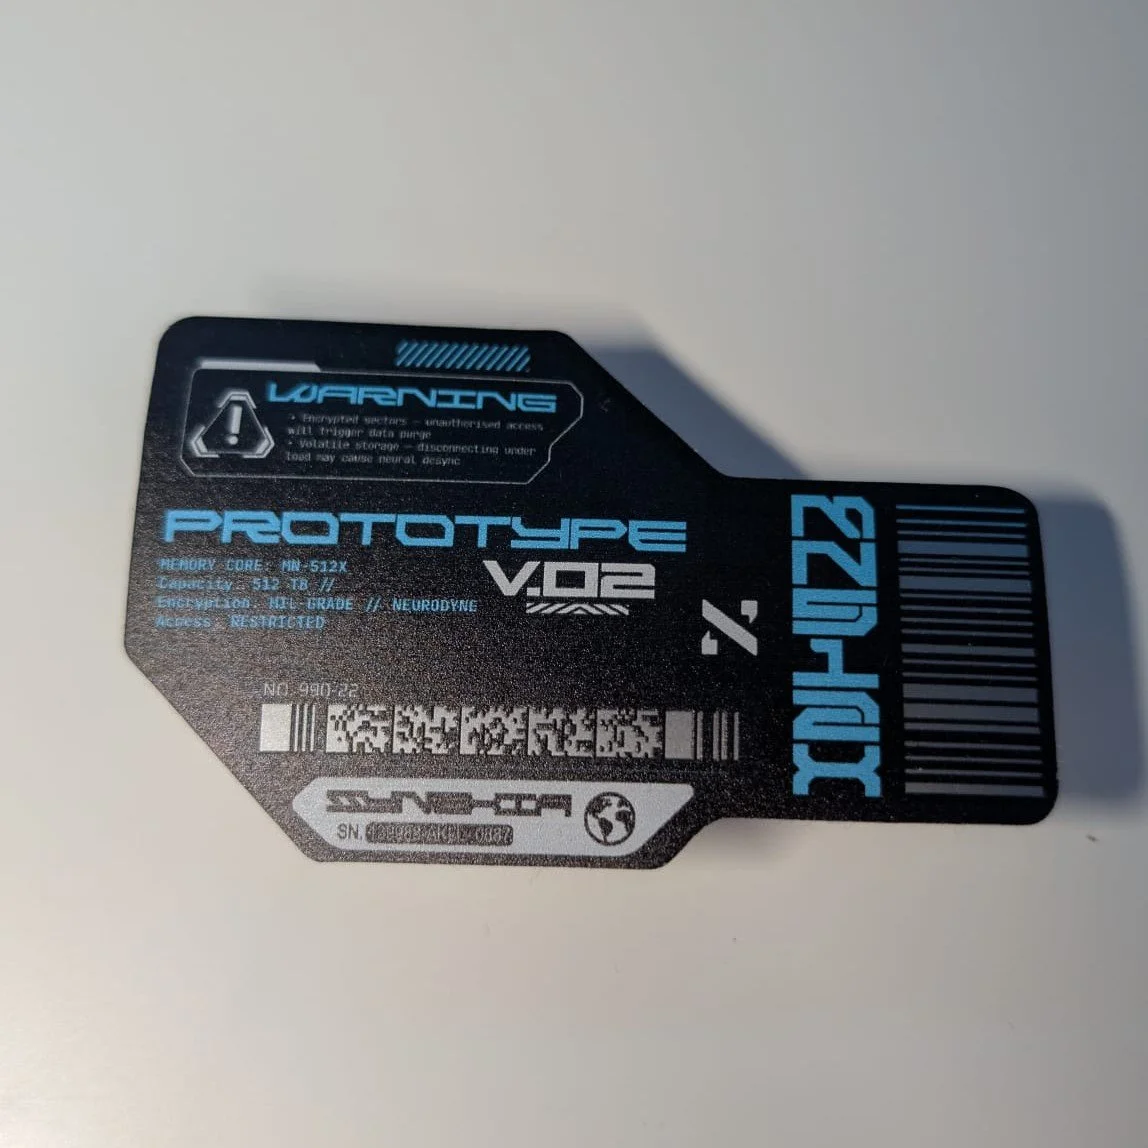 WARNING
• Encrypted sectors — unauthorised access
will trigger data purge
• Volatile storage — disconnecting under
load may cause neural desync
PROTOTYPE
V.02
MEMORY CORE: MN-512X
Capacity. 512 TB //
Encryption. MIL GRADE // NEURODYNE
Access. RESTRICTED
NO. 990-22
SN.